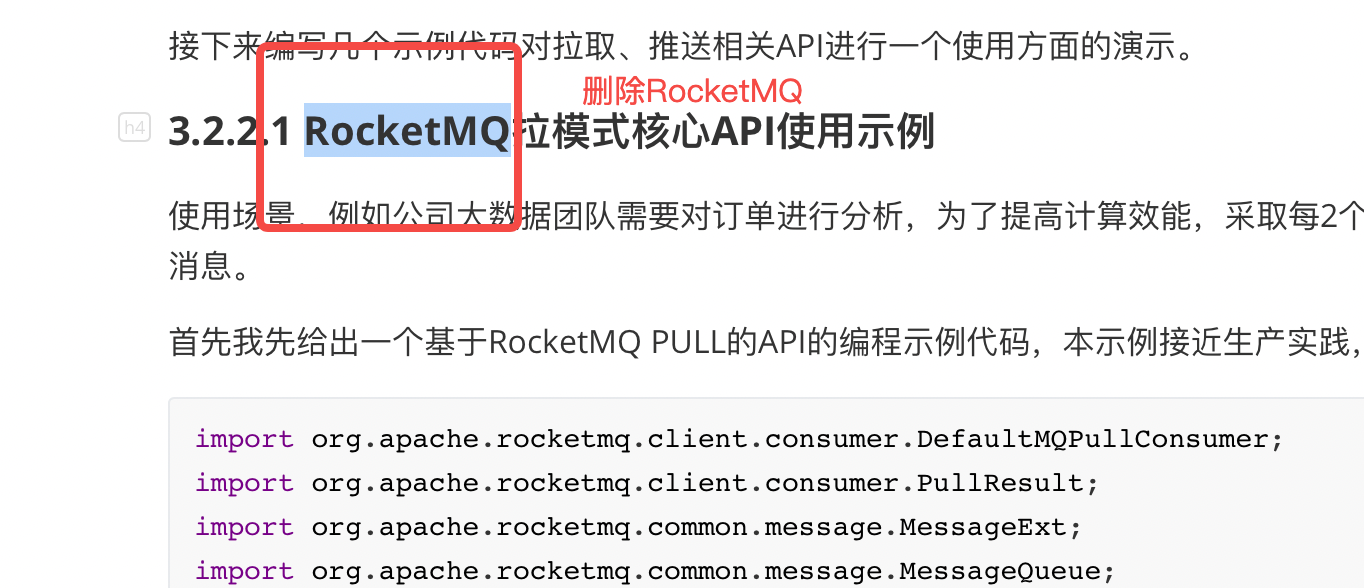 接下来编写几个示例代码对拉取、推送相关API进行一个使用方面的演示。
删除RocketMQ
h4
3.2.2.1 RocketMQ拉模式核心API使用示例
使用场景，例如公司大数据团队需要对订单进行分析，为了提高计算效能，采取每2个
消息。
首先我先给出一个基于RocketMQ PULL的API的编程示例代码，本示例接近生产实践，
import org.apache.rocketmq.client.consumer.DefaultMQPullConsumer;
import org.apache.rocketmq.client.consumer.PullResult;
import org.apache.rocketmq.common.message.MessageExt;
import org.apache.rocketmq.common.message.MessageQueue;